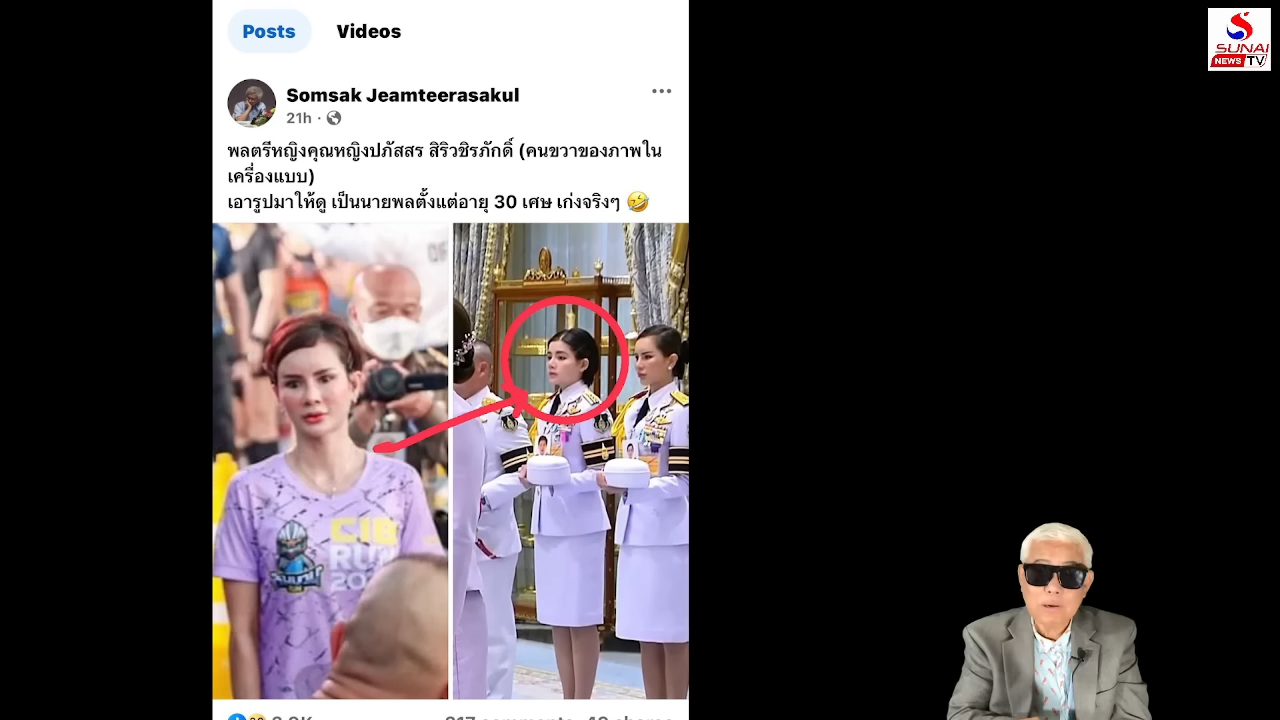 Posts Videos
SUNAI
NEWS TV
Somsak Jeamteerasakul
21h ·
พลตรีหญิงคุณหญิงปภัสสร สิริวชิรภักดิ์ (คนขวาของภาพใน
เครื่องแบบ)
เอารูปมาให้ดู เป็นนายพลตั้งแต่อายุ 30 เศษ เก่งจริงๆ 🤣
CIB
RUN